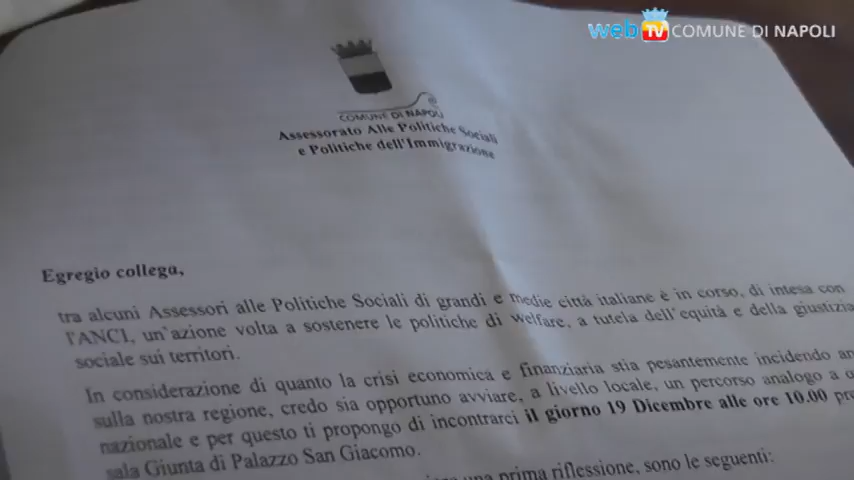 web TV COMUNE DI NAPOLI
COMUNE DI NAPOLI
Assessorato Alle Politiche Sociali
e Politiche dell'Immigrazione
Egregio collega,
tra alcuni Assessori alle Politiche Sociali di grandi e medie città italiane è in corso, di intesa con
l'ANCI, un'azione volta a sostenere le politiche di welfare, a tutela dell'equità e della giustizia
sociale sui territori.
In considerazione di quanto la crisi economica e finanziaria stia pesantemente incidendo
sulla nostra regione, credo sia opportuno avviare, a livello locale, un percorso analogo a
nazionale e per questo ti propongo di incontrarci il giorno 19 Dicembre alle ore 10.00
sala Giunta di Palazzo San Giacomo.
una prima riflessione, sono le seguenti: